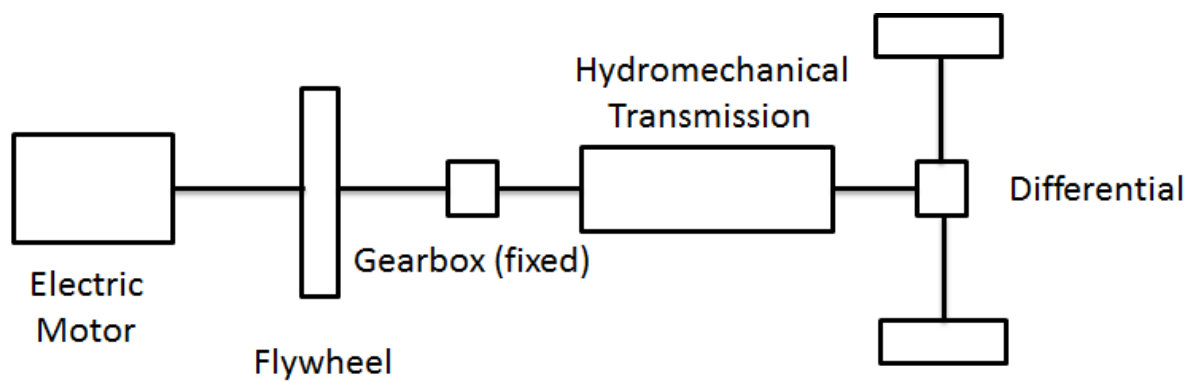 Hydromechanical
Transmission
Differential
Gearbox (fixed)
Electric
Motor
Flywheel